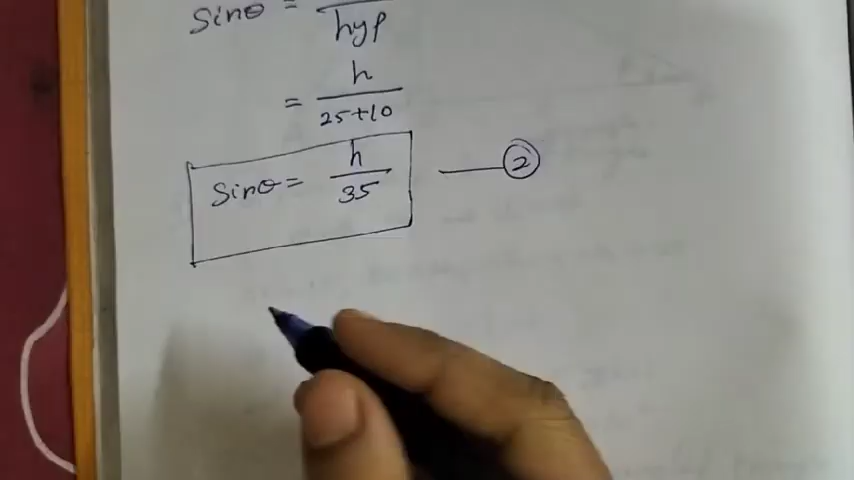 Sinθ = ―
hyp
= h/25+10
Sinθ = h/35 —— ②